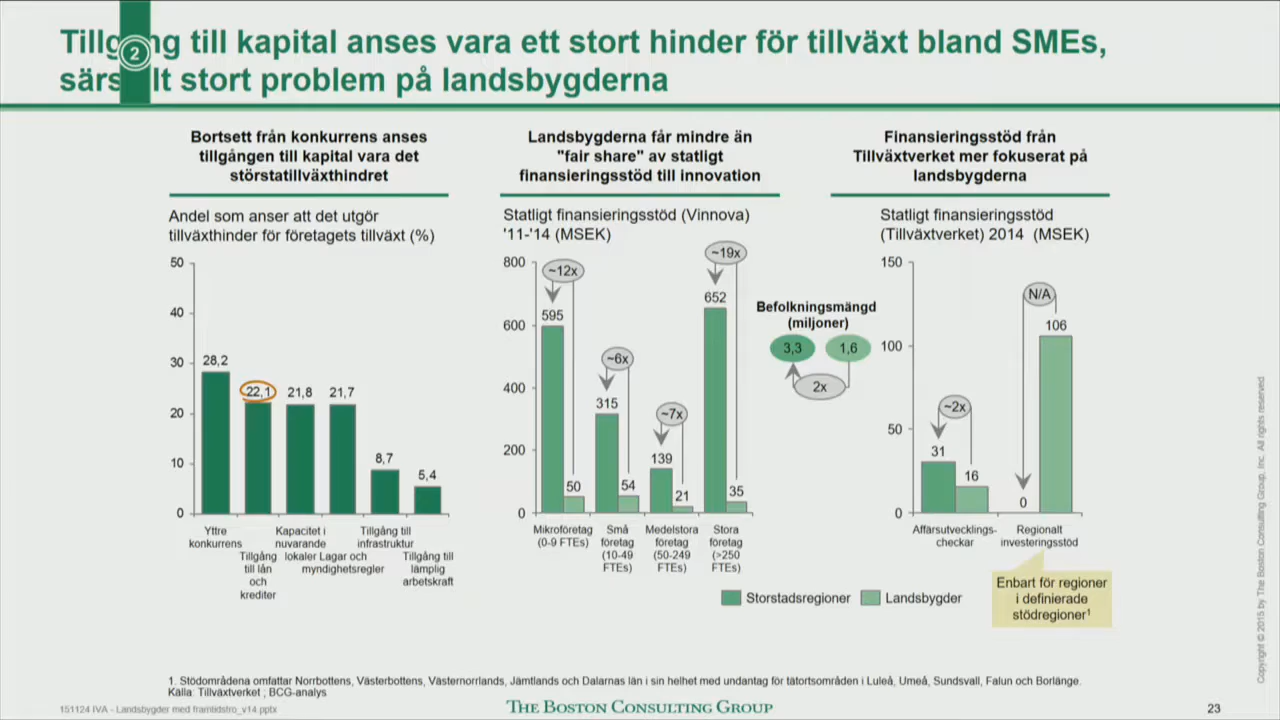 Tillg ng till kapital anses vara ett stort hinder för tillväxt bland SMEs,
2
särs lt stort problem på landsbygderna
Bortsett från konkurrens anses
tillgången till kapital vara det
störstatillväxthindret
Andel som anser att det utgör
tillväxthinder för företagets tillväxt (%)
50
40
30
20
10
0
28,2
22,1
21,8
21,7
8,7
5,4
Yttre
konkurrens
Tillgång
till lån
och
krediter
Kapacitet i
nuvarande
lokaler
Lagar och
myndighetsregler
Tillgång till
infrastruktur
Tillgång till
lämplig
arbetskraft
Landsbygderna får mindre än
"fair share" av statligt
finansieringsstöd till innovation
Statligt finansieringsstöd (Vinnova)
'11-'14 (MSEK)
800
600
400
200
0
~12x
595
50
~6x
315
54
~7x
139
21
~19x
652
35
Mikroföretag
(0-9 FTEs)
Små
företag
(10-49
FTEs)
Medelstora
företag
(50-249
FTEs)
Stora
företag
(>250
FTEs)
Befolkningsmängd
(miljoner)
3,3
1,6
2x
Finansieringsstöd från
Tillväxtverket mer fokuserat på
landsbygderna
Statligt finansieringsstöd
(Tillväxtverket) 2014 (MSEK)
150
100
50
0
~2x
31
16
N/A
0
106
Affärsutvecklings-
checkar
Regionalt
investeringsstöd
Enbart för regioner
i definierade
stödregioner1
Storstadsregioner
Landsbygder
1. Stödområdena omfattar Norrbottens, Västerbottens, Västernorrlands, Jämtlands och Dalarnas län i sin helhet med undantag för tätortsområden i Luleå, Umeå, Sundsvall, Falun och Borlänge.
Källa: Tillväxtverket ; BCG-analys
151124 IVA - Landsbygder med framtidstro_v14.pptx
THE BOSTON CONSULTING GROUP
23
Copyright © 2015 by The Boston Consulting Group, Inc. All rights reserved